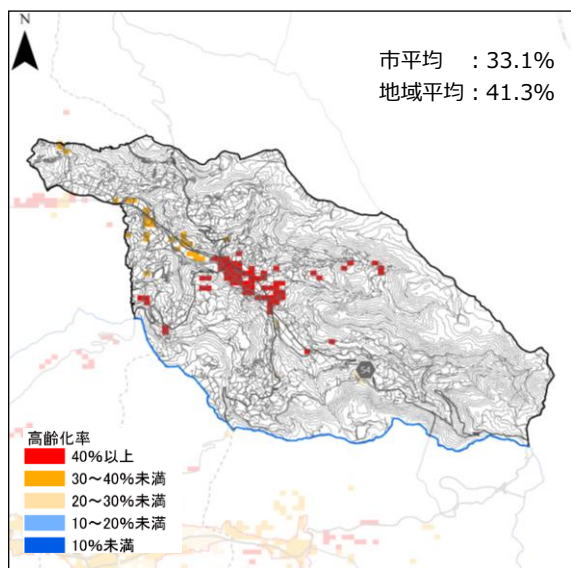 N
市平均 : 33.1%
地域平均 : 41.3%
54
高齢化率
40%以上
30～40%未満
20～30%未満
10～20%未満
10%未満